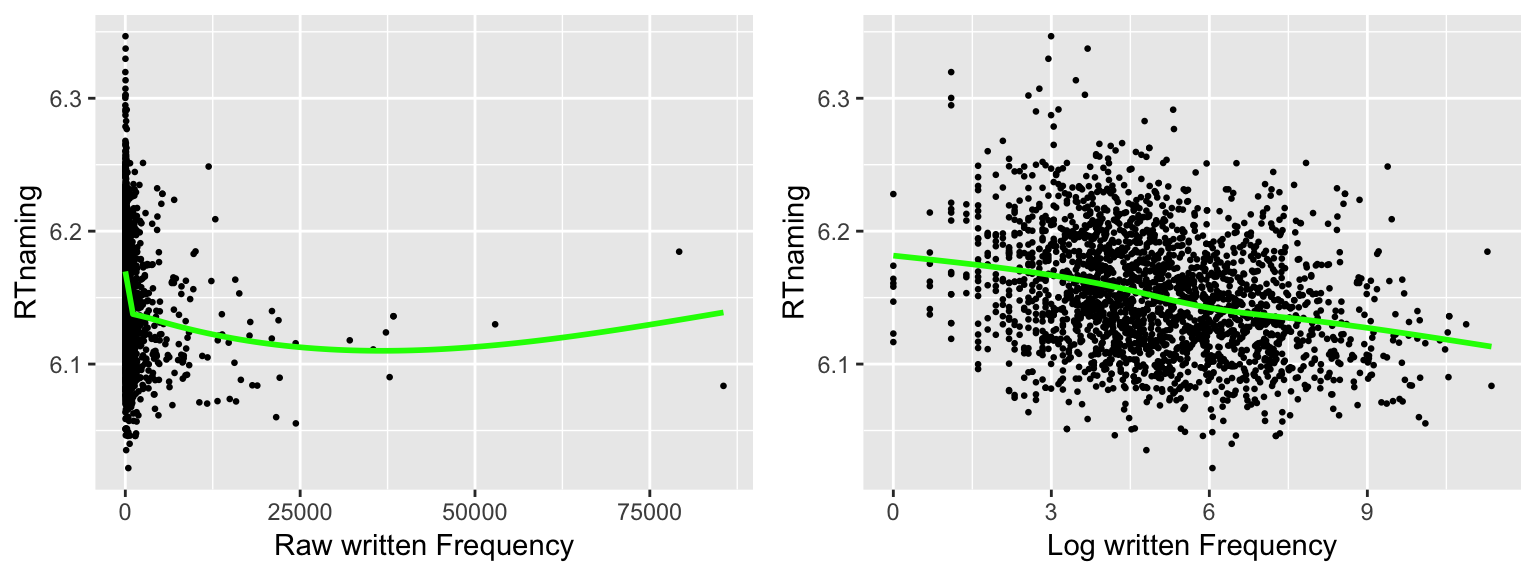 RTnaming
6.3
6.2
6.1
0 25000 50000 75000
Raw written Frequency
RTnaming
6.3
6.2
6.1
0 3 6 9
Log written Frequency